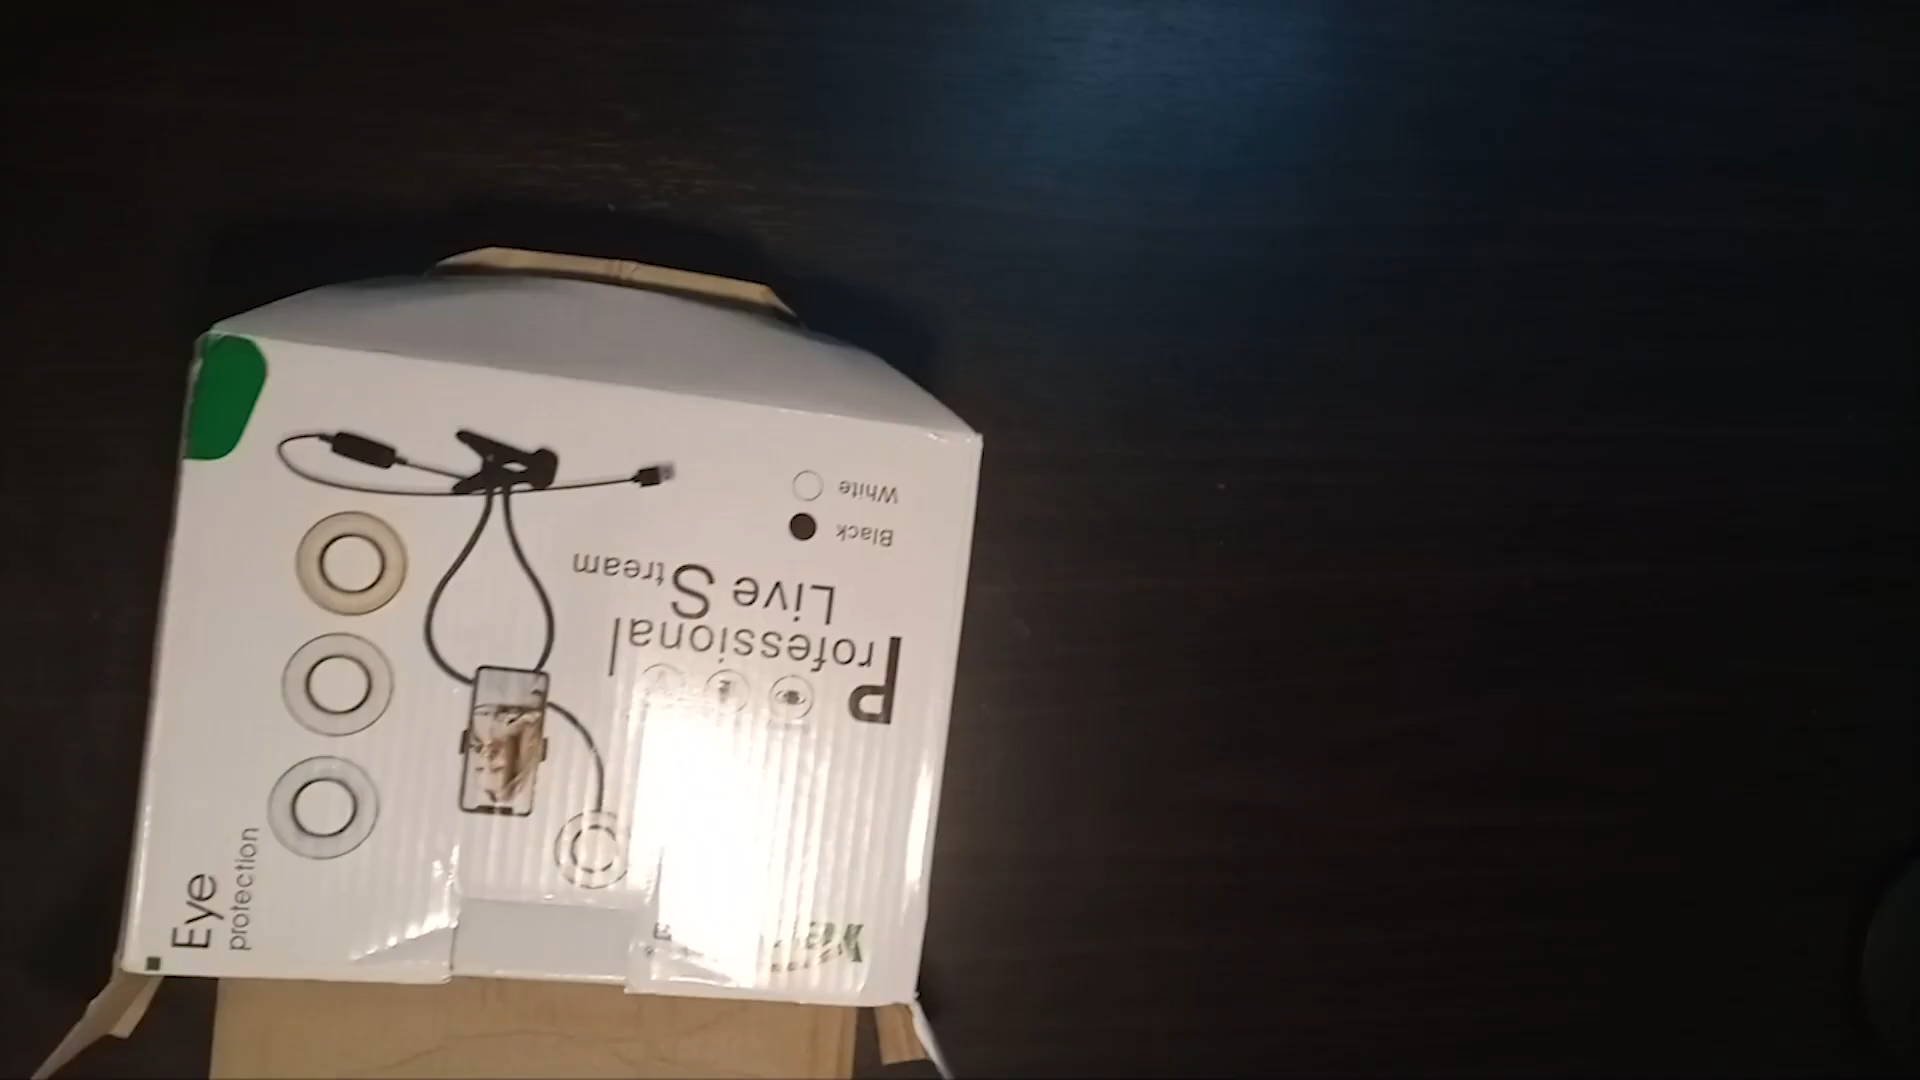 Professional
Live Stream
Black
White
Eye
protection